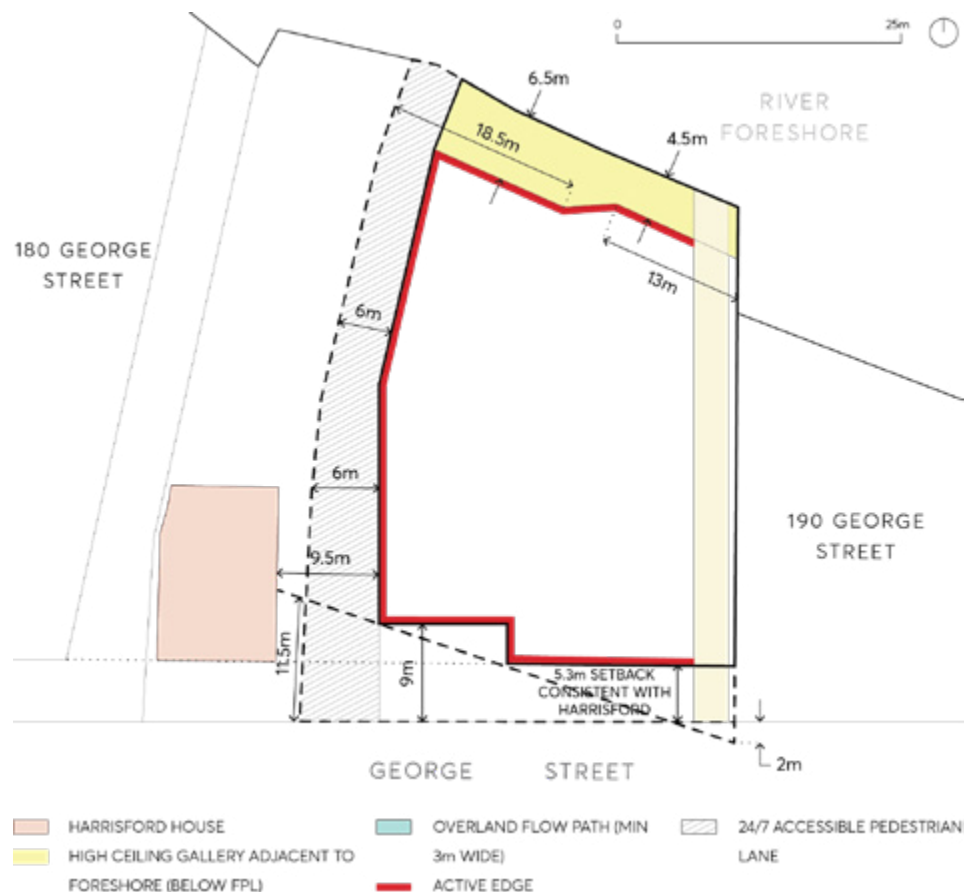 0
25m
6.5m
RIVER
FORESHORE
18.5m
4.5m
180 GEORGE
STREET
13m
6m
6m
190 GEORGE
STREET
9.5m
11.5m
9m
5.3m SETBACK
CONSISTENT WITH
HARRISFORD
2m
GEORGE STREET
HARRISFORD HOUSE
OVERLAND FLOW PATH (MIN
3m WIDE)
24/7 ACCESSIBLE PEDESTRIAN
LANE
HIGH CEILING GALLERY ADJACENT TO
FORESHORE (BELOW FPL)
ACTIVE EDGE